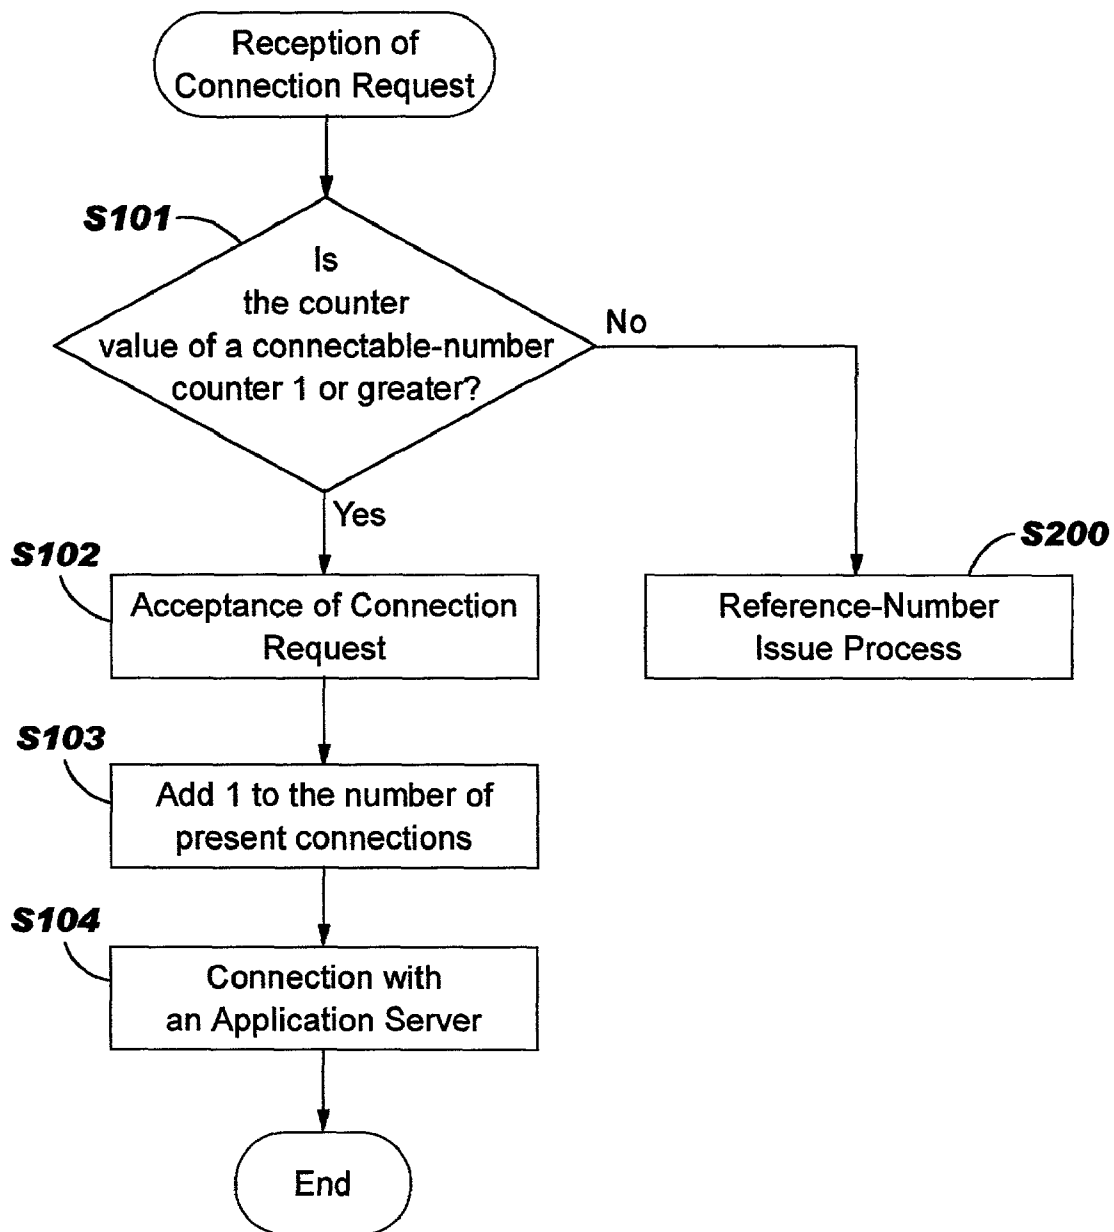 Reception of
Connection Request
S101
Is
the counter
value of a connectable-number
counter 1 or greater?
No
Yes
S102
Acceptance of Connection
Request
S200
Reference-Number
Issue Process
S103
Add 1 to the number of
present connections
S104
Connection with
an Application Server
End